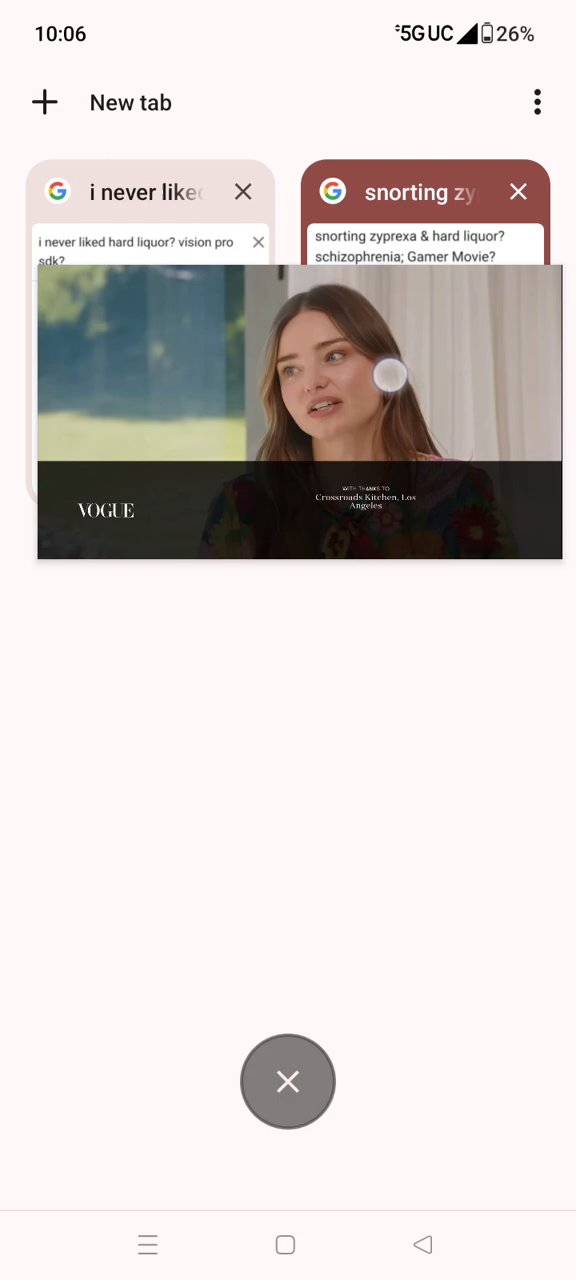 10:06
5G UC 26%
New tab
i never liked
snorting zy
i never liked hard liquor? vision pro
sdk?
snorting zyprexa & hard liquor?
schizophrenia; Gamer Movie?
WITH THANKS TO
Crossroads Kitchen, Los
Angeles
VOGUE